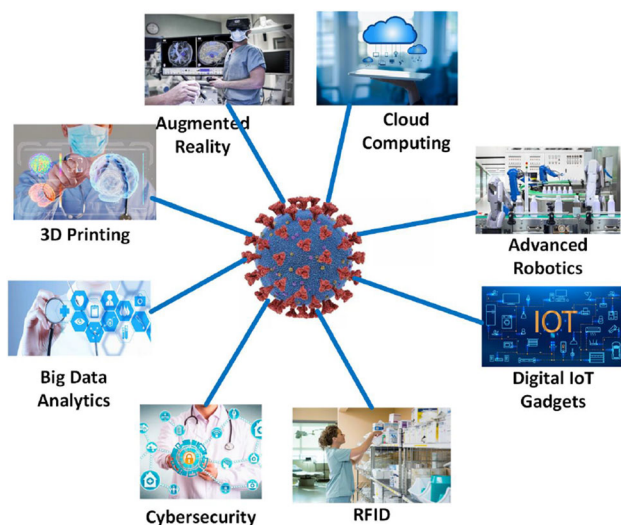 Augmented
Reality
Cloud
Computing
3D Printing
Advanced
Robotics
IOT
Big Data
Analytics
Digital IoT
Gadgets
Cybersecurity
RFID